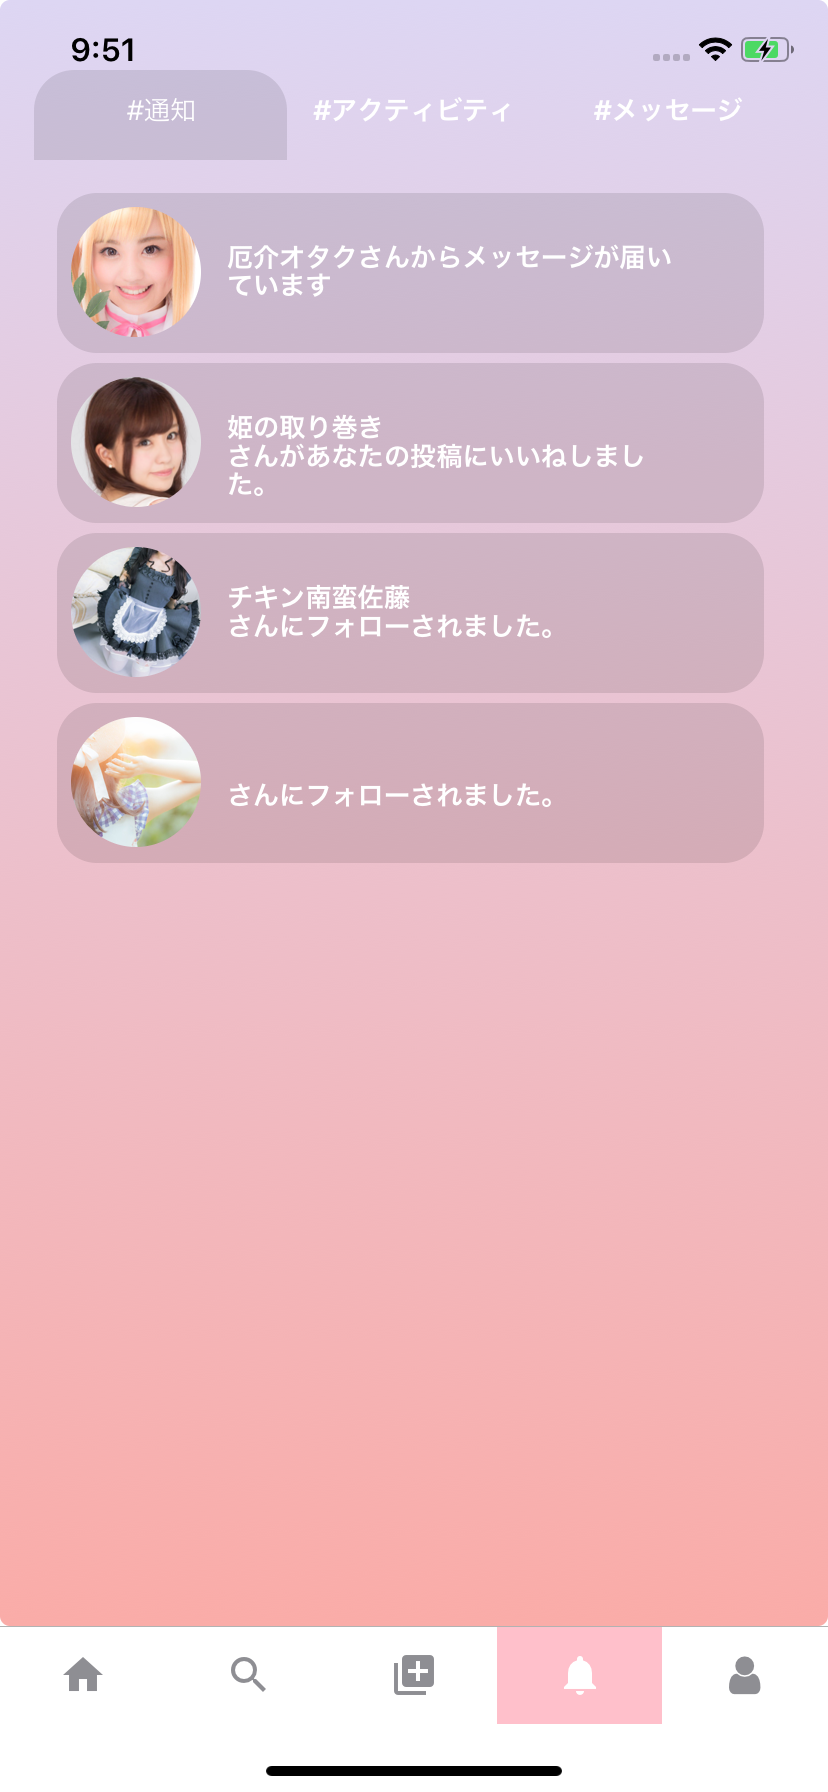 9:51
#通知
#アクティビティ
#メッセージ
厄介オタクさんからメッセージが届い
ています
姫の取り巻き
さんがあなたの投稿にいいねしまし
た。
チキン南蛮佐藤
さんにフォローされました。
さんにフォローされました。